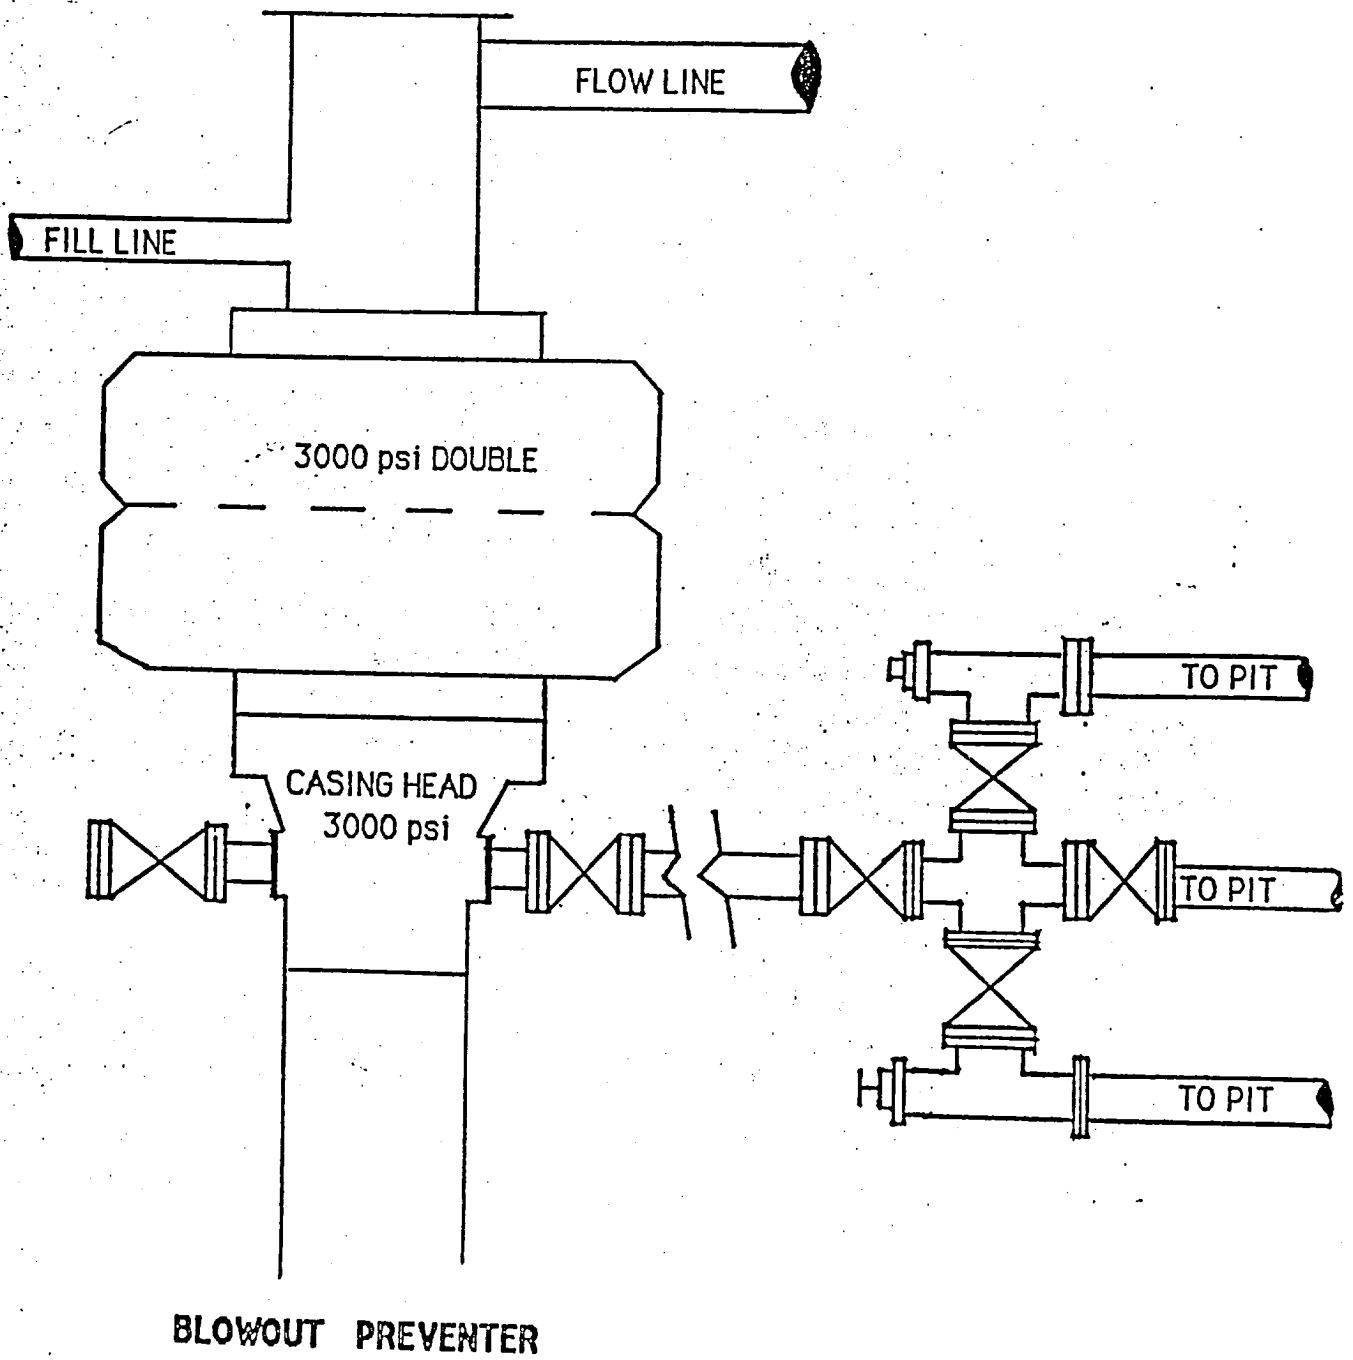 FLOW LINE
FILL LINE
3000 psi DOUBLE
TO PIT
CASING HEAD
3000 psi
TO PIT
TO PIT
BLOWOUT PREVENTER